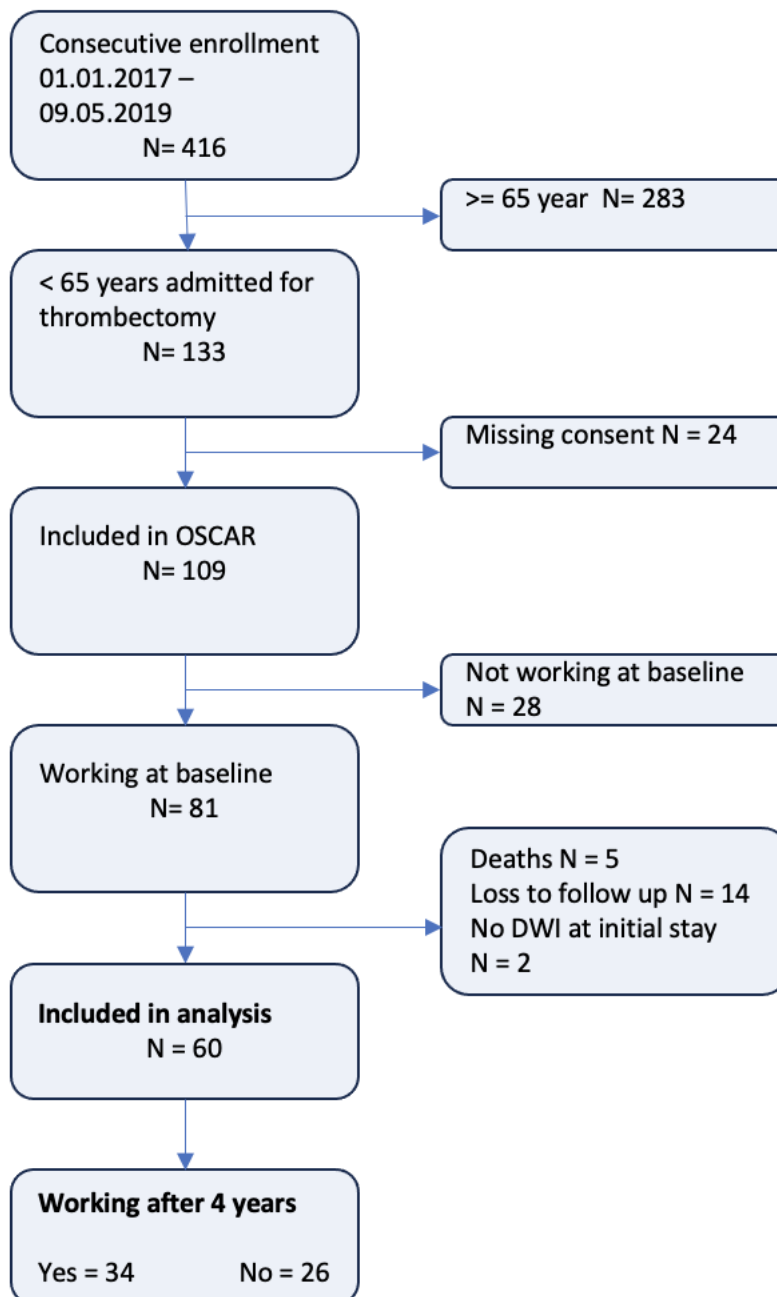 Consecutive enrollment
01.01.2017 –
09.05.2019
N= 416
>= 65 year  N= 283
< 65 years admitted for
thrombectomy
N= 133
Missing consent N = 24
Included in OSCAR
N= 109
Not working at baseline
N = 28
Working at baseline
N= 81
Deaths N = 5
Loss to follow up N = 14
No DWI at initial stay
N = 2
Included in analysis
N = 60
Working after 4 years
Yes = 34 No = 26